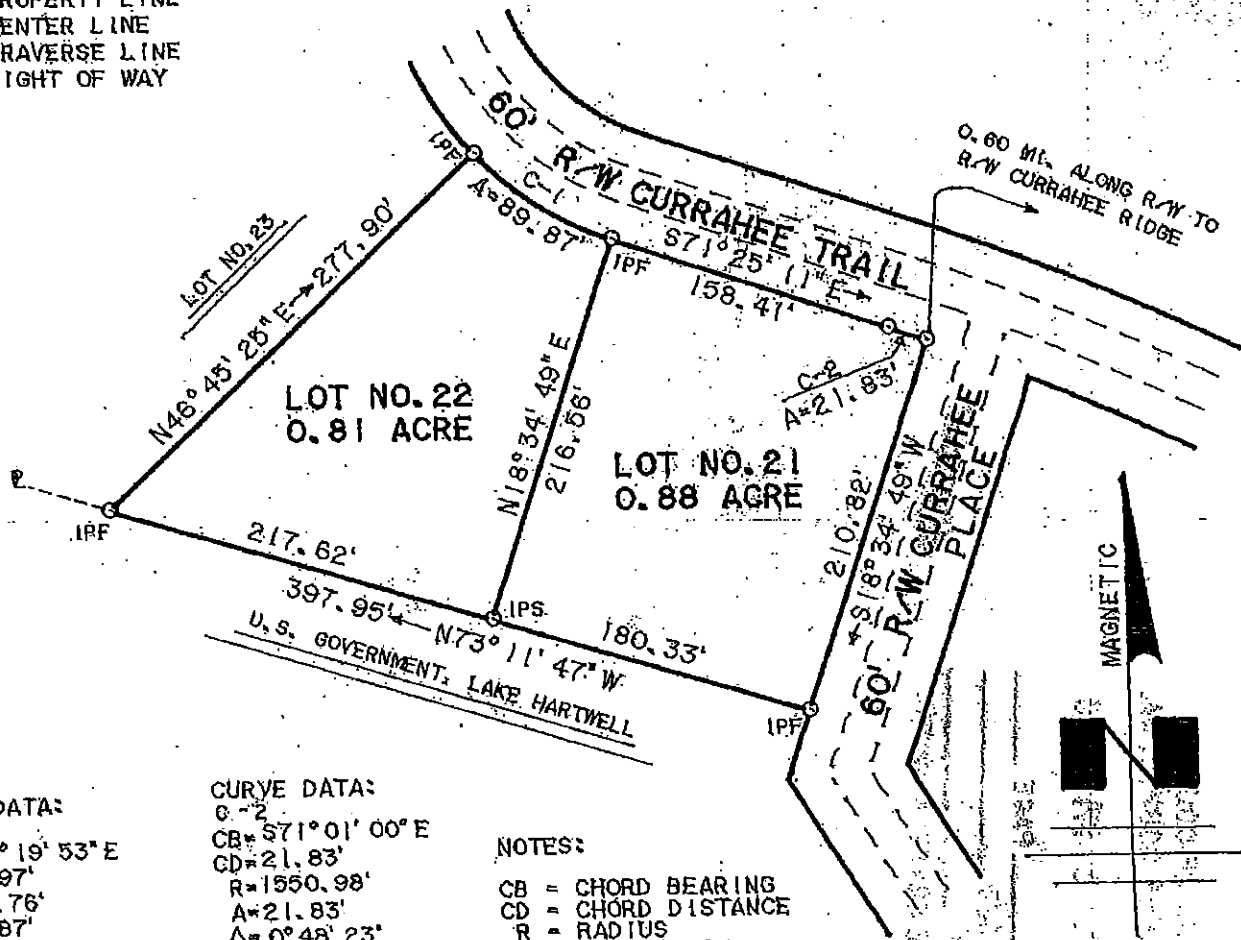 ROPERTY LINE
ENTER LINE
RAVERSE LINE
IGHT OF WAY
60' R/W CURRAHEE TRAIL
0.60 MI. ALONG R/W TO
R/W CURRAHEE RIDGE
IPF
C-1
A=89.87'
IPF
S71°25'11"E
158.41'
C-2
A=21.83'
LOT NO.23
N46°45'25"E 277.90'
LOT NO.22
0.81 ACRE
N18°34'49"E
216.56'
LOT NO.21
0.88 ACRE
210.82'
S18°34'49"W
60' R/W CURRAHEE
PLACE
IPF
217.62'
397.95' N73°11'47"W
IPS
180.33'
IPF
U.S. GOVERNMENT, LAKE HARTWELL
MAGNETIC
N
DATA:
° 19' 53" E
97'
.76'
87'
CURVE DATA:
C-2
CB=S71°01'00"E
CD=21.83'
R=1550.98'
A=21.83'
Δ=0°48'23"
NOTES:
CB = CHORD BEARING
CD = CHORD DISTANCE
R = RADIUS